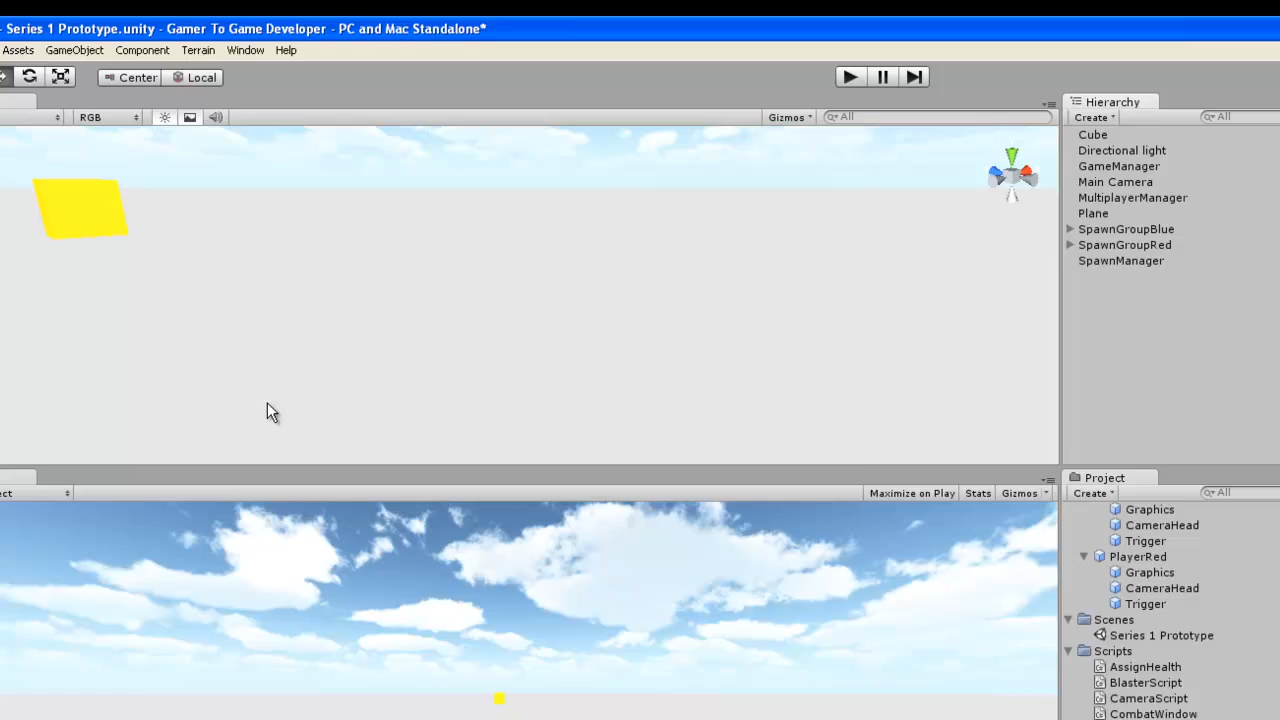 - Series 1 Prototype.unity - Gamer To Game Developer - PC and Mac Standalone*
Assets GameObject Component Terrain Window Help
Center Local
Hierarchy
RGB Gizmos All Create All
Cube
Directional light
GameManager
Main Camera
MultiplayerManager
Plane
SpawnGroupBlue
SpawnGroupRed
SpawnManager
Project
ect Maximize on Play Stats Gizmos Create All
Graphics
CameraHead
Trigger
PlayerRed
Graphics
CameraHead
Trigger
Scenes
Series 1 Prototype
Scripts
AssignHealth
BlasterScript
CameraScript
CombatWindow